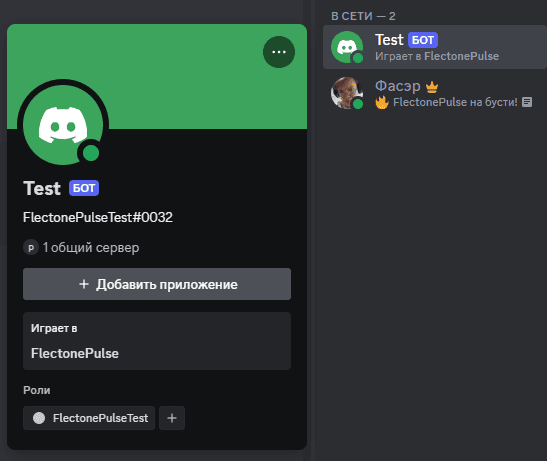 Test БОТ
FlectonePulseTest#0032
P 1 общий сервер
+ Добавить приложение
Играет в
FlectonePulse
Роли
FlectonePulseTest +
В СЕТИ — 2
Test БОТ
Играет в FlectonePulse
Фасэр
FlectonePulse на бусти!